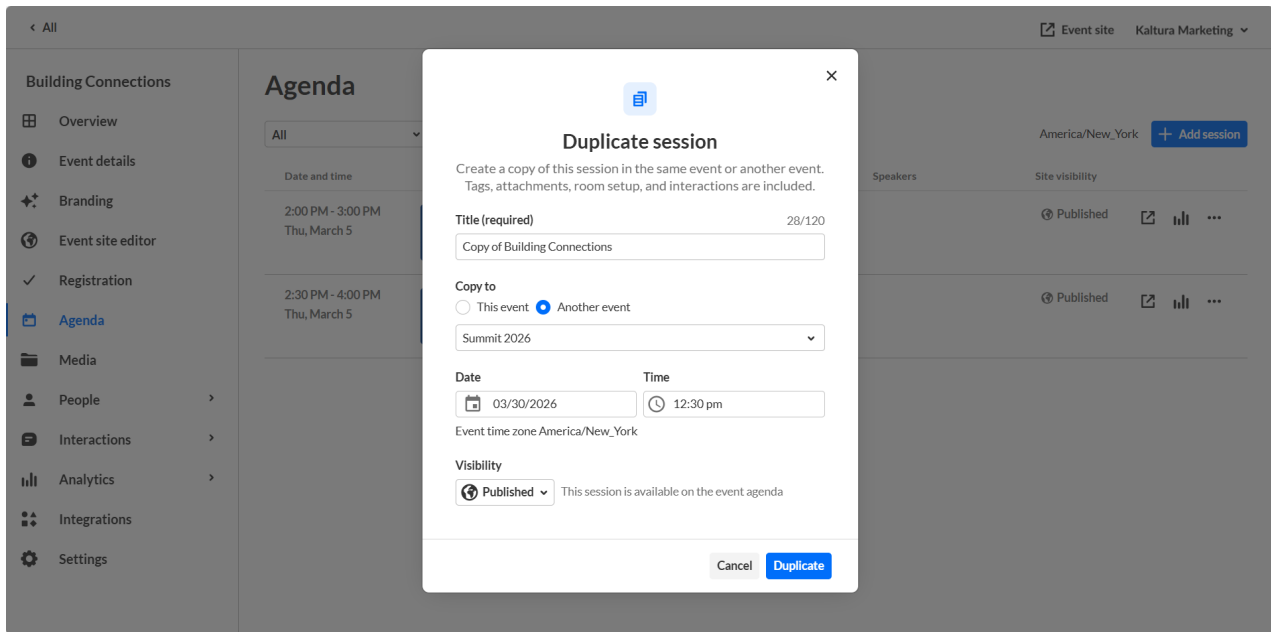 All
Event site
Kaltura Marketing
Building Connections
Overview
Event details
Branding
Event site editor
Registration
Agenda
Media
People
Interactions
Analytics
Integrations
Settings
Agenda
All
America/New_York
Add session
Date and time
Speakers
Site visibility
2:00 PM - 3:00 PM
Thu, March 5
Published
2:30 PM - 4:00 PM
Thu, March 5
Published
Duplicate session
Create a copy of this session in the same event or another event.
Tags, attachments, room setup, and interactions are included.
Title (required)
28/120
Copy of Building Connections
Copy to
This event
Another event
Summit 2026
Date
Time
03/30/2026
12:30 pm
Event time zone America/New_York
Visibility
Published
This session is available on the event agenda
Cancel
Duplicate